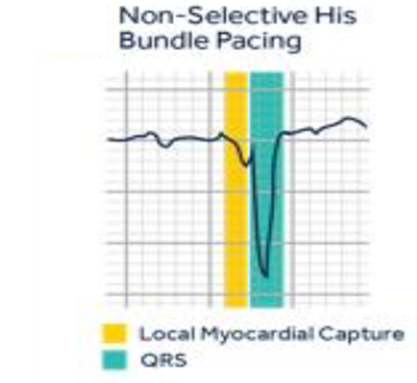 Non-Selective His
Bundle Pacing
Local Myocardial Capture
QRS